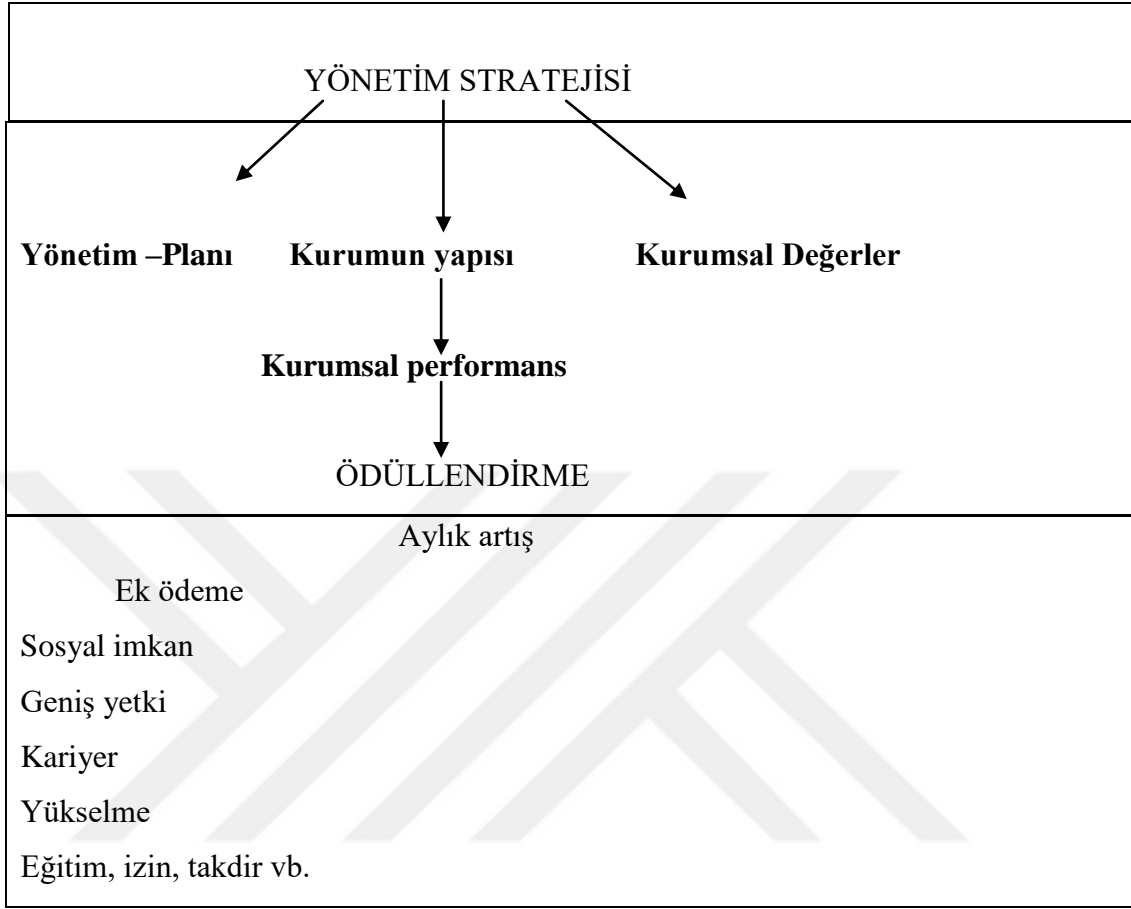 YÖNETİM STRATEJİSİ
Yönetim –Planı Kurumun yapısı Kurumsal Değerler
Kurumsal performans
ÖDÜLLENDİRME
Aylık artış
Ek ödeme
Sosyal imkan
Geniş yetki
Kariyer
Yükselme
Eğitim, izin, takdir vb.